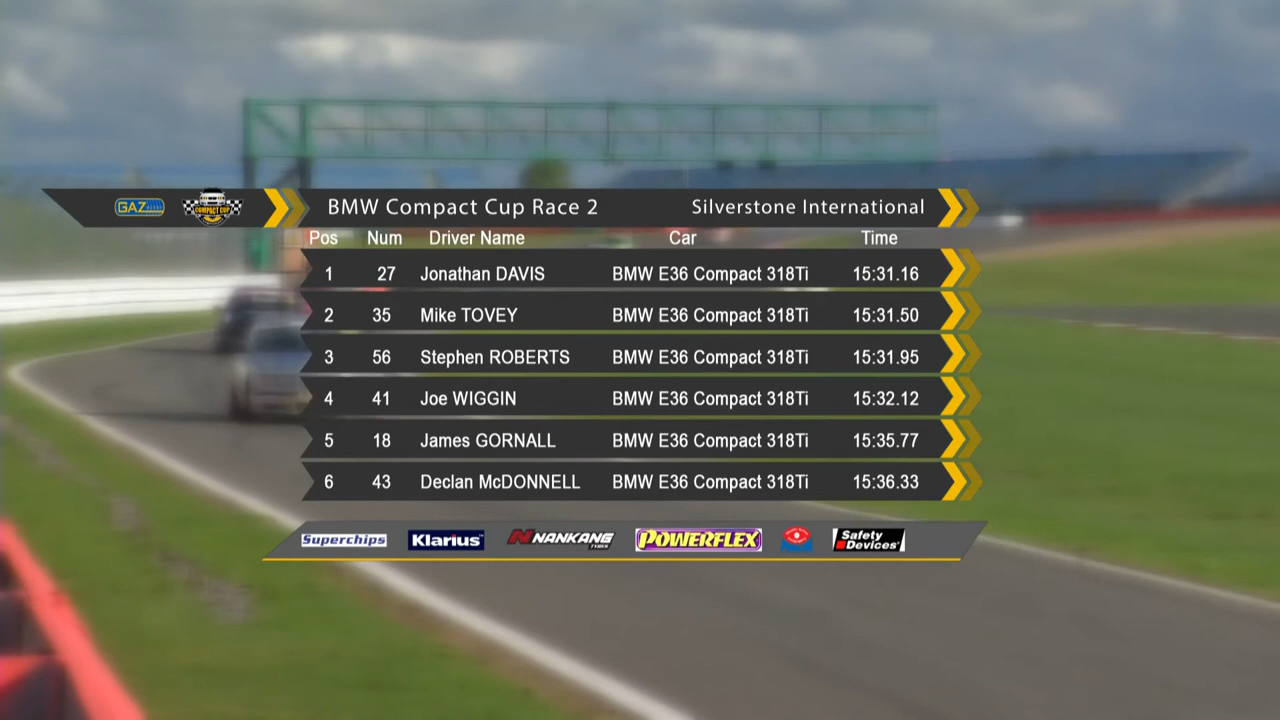 GAZ COMPACT CUP BMW Compact Cup Race 2 Silverstone International
Pos Num Driver Name Car Time
1 27 Jonathan DAVIS BMW E36 Compact 318Ti 15:31.16
2 35 Mike TOVEY BMW E36 Compact 318Ti 15:31.50
3 56 Stephen ROBERTS BMW E36 Compact 318Ti 15:31.95
4 41 Joe WIGGIN BMW E36 Compact 318Ti 15:32.12
5 18 James GORNALL BMW E36 Compact 318Ti 15:35.77
6 43 Declan McDONNELL BMW E36 Compact 318Ti 15:36.33
Superchips Klarius NANKANG TYRES POWERFLEX Safety Devices